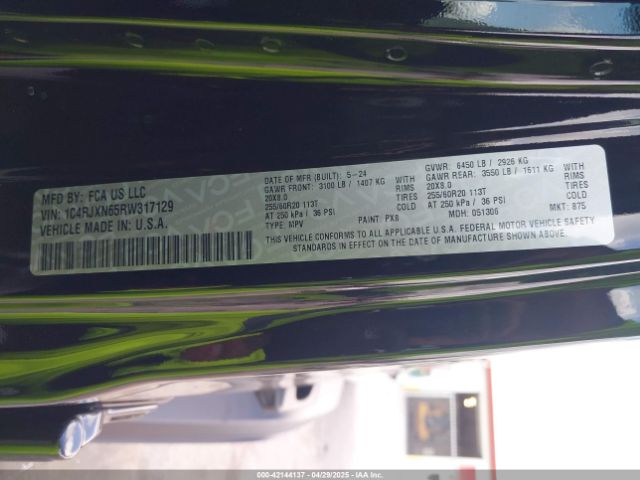 MFD BY: FCA US LLC
VIN: 1C4RJXN65RW317129
VEHICLE MADE IN: U.S.A.
DATE OF MFR (BUILT): 5-24
GAWR FRONT: 3100 LB / 1407 KG WITH
20X8.0 RIMS
255/60R20 113T TIRES
AT 250 kPa / 36 PSI COLD
TYPE: MPV PAINT: PX8
GVWR: 6450 LB / 2926 KG
GAWR REAR: 3550 LB / 1611 KG WITH
20X8.0 RIMS
255/60R20 113T TIRES
AT 250 kPa / 36 PSI COLD
MDH: 051306 MKT: 875
THIS VEHICLE CONFORMS TO ALL APPLICABLE U.S.A. FEDERAL MOTOR VEHICLE
STANDARDS IN EFFECT ON THE DATE OF MANUFACTURE SHOWN ABOVE.
000-42144137 - 04/29/2025 -